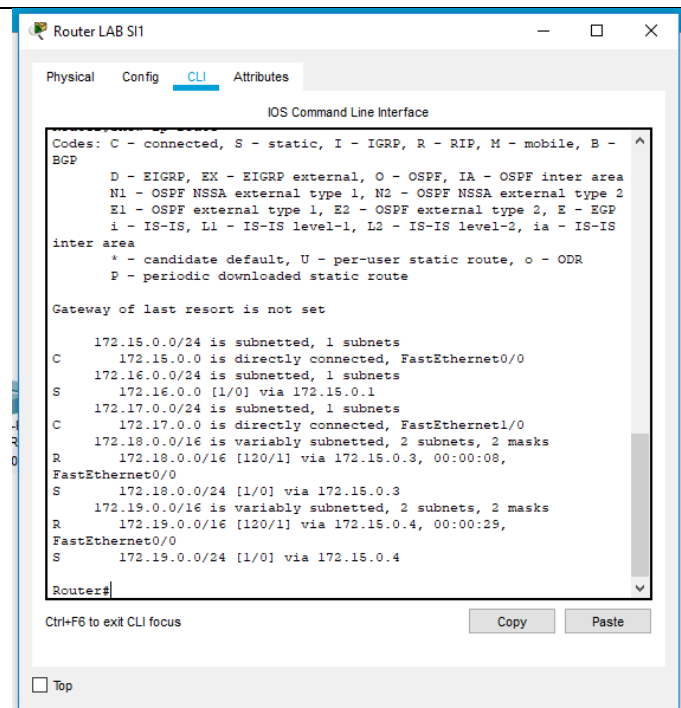 Router LAB SI1
Physical Config CLI Attributes
IOS Command Line Interface
Codes: C - connected, S - static, I - IGRP, R - RIP, M - mobile, B -
BGP
D - EIGRP, EX - EIGRP external, O - OSPF, IA - OSPF inter area
N1 - OSPF NSSA external type 1, N2 - OSPF NSSA external type 2
E1 - OSPF external type 1, E2 - OSPF external type 2, E - EGP
i - IS-IS, L1 - IS-IS level-1, L2 - IS-IS level-2, ia - IS-IS
inter area
* - candidate default, U - per-user static route, o - ODR
P - periodic downloaded static route
Gateway of last resort is not set
172.15.0.0/24 is subnetted, 1 subnets
C 172.15.0.0 is directly connected, FastEthernet0/0
172.16.0.0/24 is subnetted, 1 subnets
S 172.16.0.0 [1/0] via 172.15.0.1
172.17.0.0/24 is subnetted, 1 subnets
C 172.17.0.0 is directly connected, FastEthernet1/0
172.18.0.0/16 is variably subnetted, 2 subnets, 2 masks
R 172.18.0.0/16 [120/1] via 172.15.0.3, 00:00:08,
FastEthernet0/0
S 172.18.0.0/24 [1/0] via 172.15.0.3
172.19.0.0/16 is variably subnetted, 2 subnets, 2 masks
R 172.19.0.0/16 [120/1] via 172.15.0.4, 00:00:29,
FastEthernet0/0
S 172.19.0.0/24 [1/0] via 172.15.0.4
Router#
Ctrl+F6 to exit CLI focus
Copy Paste
Top